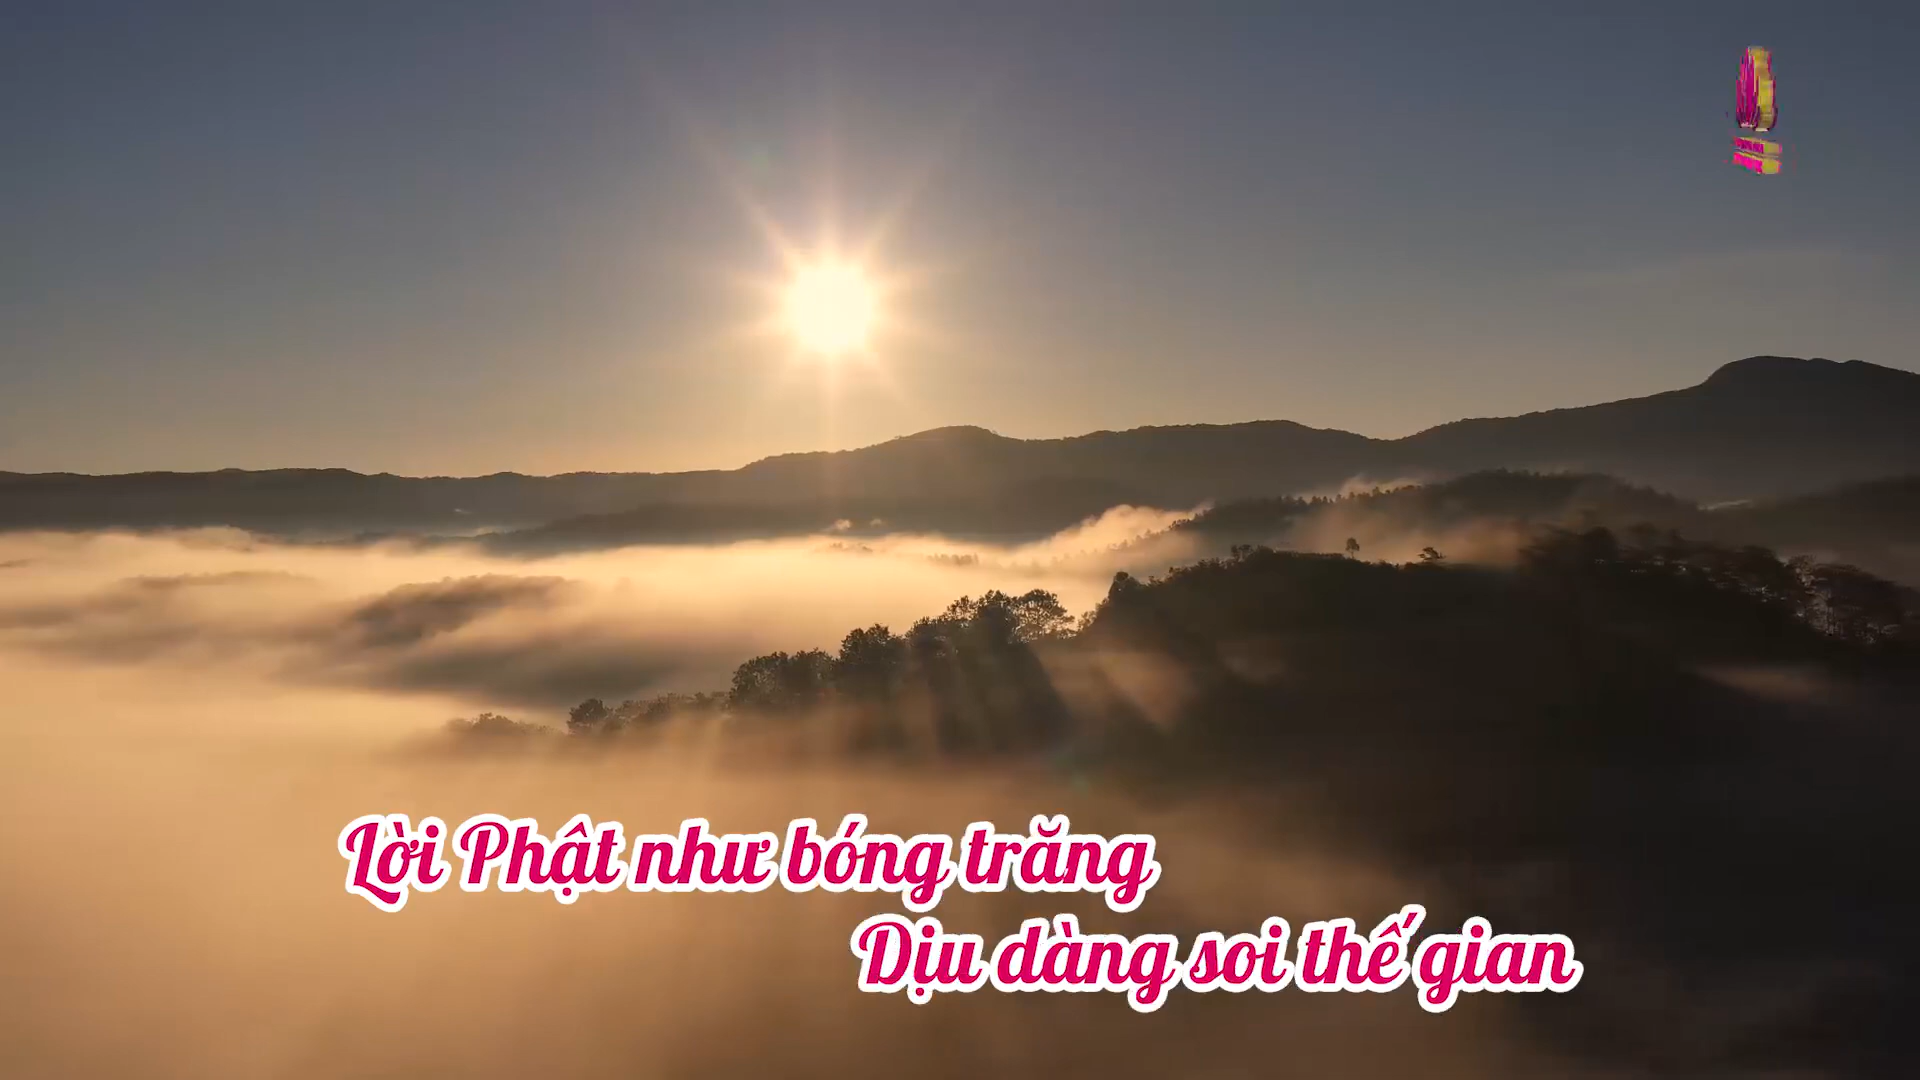 Lời Phật như bóng trăng
Dịu dàng soi thế gian